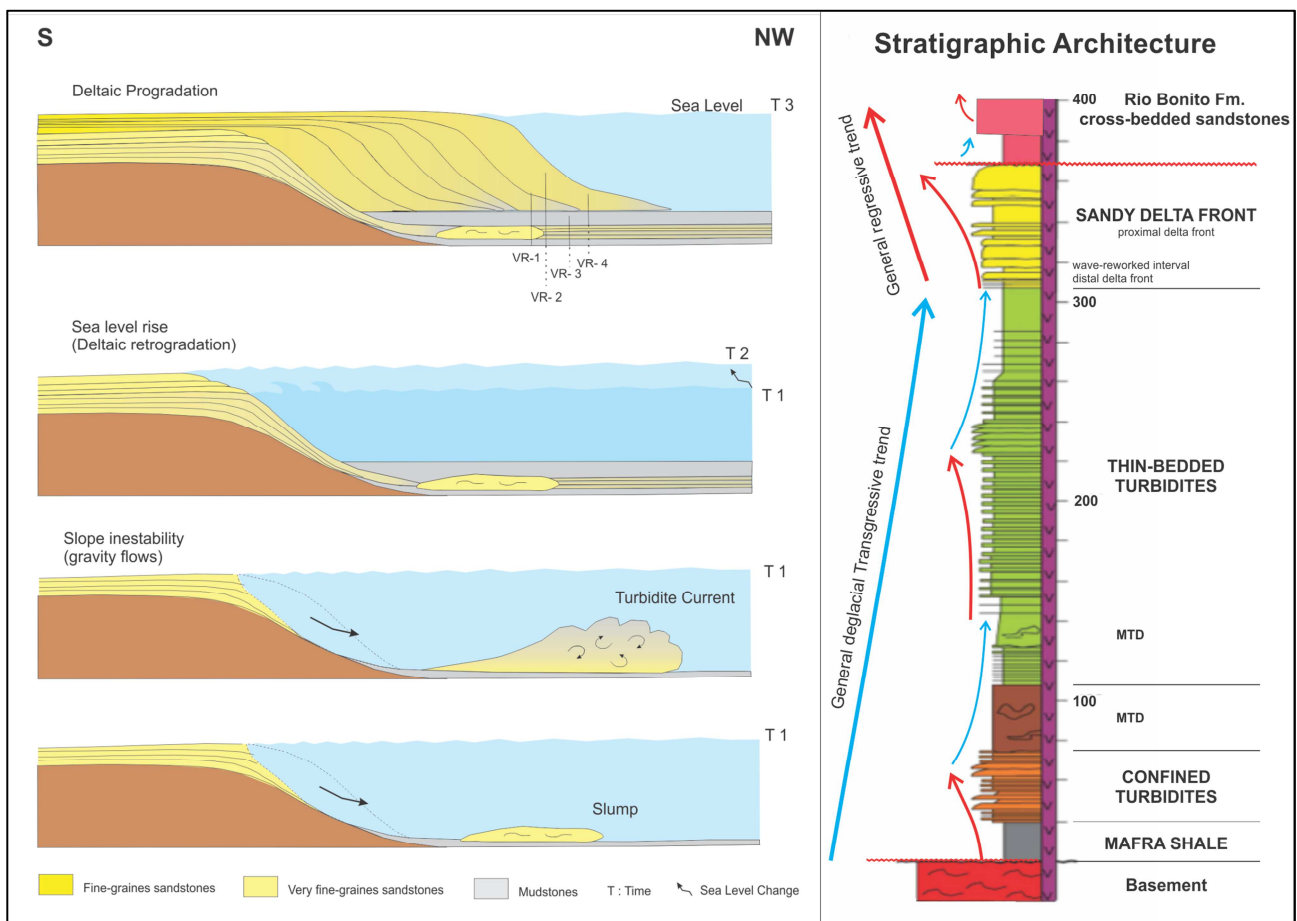 S
NW
Deltaic Progradation
Sea Level
T 3
VR-1
VR- 2
VR- 3
VR- 4
Sea level rise
(Deltaic retrogradation)
T 2
T 1
Slope inestability
(gravity flows)
T 1
Turbidite Current
T 1
Slump
Fine-graines sandstones
Very fine-graines sandstones
Mudstones
T : Time
Sea Level Change
Stratigraphic Architecture
General regressive trend
General deglacial Transgressive trend
400
Rio Bonito Fm.
cross-bedded sandstones
SANDY DELTA FRONT
proximal delta front
wave-reworked interval
distal delta front
300
THIN-BEDDED
TURBIDITES
200
MTD
100
MTD
CONFINED
TURBIDITES
MAFRA SHALE
Basement